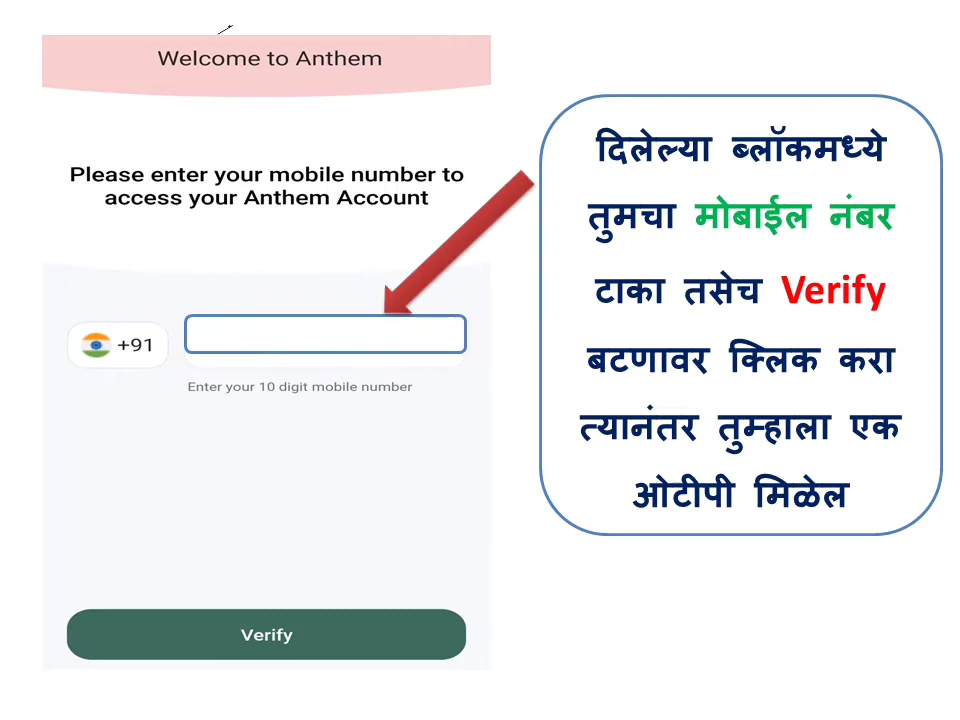 Welcome to Anthem
Please enter your mobile number to
access your Anthem Account
+91
Enter your 10 digit mobile number
Verify
दिलेल्या ब्लॉकमध्ये
तुमचा मोबाईल नंबर
टाका तसेच Verify
बटणावर क्लिक करा
त्यानंतर तुम्हाला एक
ओटीपी मिळेल